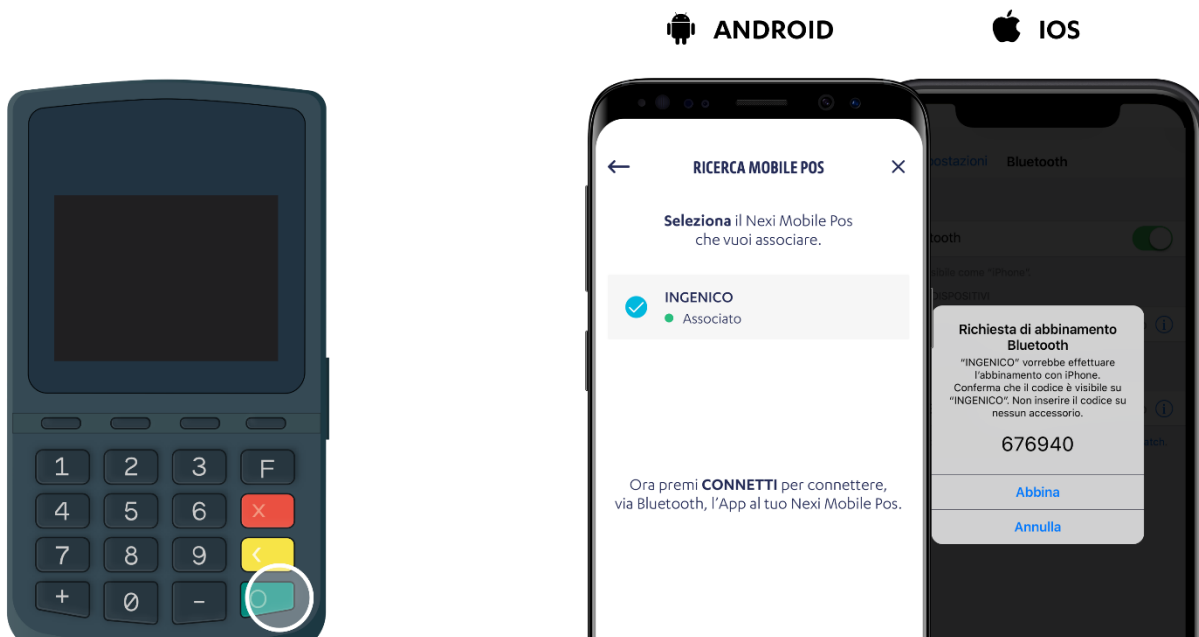 ANDROID
IOS
1 2 3 F
4 5 6 X
7 8 9 <
+ 0 - O
RICERCA MOBILE POS
Seleziona il Nexi Mobile Pos
che vuoi associare.
INGENICO
Associato
Ora premi CONNETTI per connettere,
via Bluetooth, l'App al tuo Nexi Mobile Pos.
Bluetooth
Richiesta di abbinamento
Bluetooth
"INGENICO" vorrebbe effettuare
l'abbinamento con iPhone.
Conferma che il codice è visibile su
"INGENICO". Non inserire il codice su
nessun accessorio.
676940
Abbina
Annulla